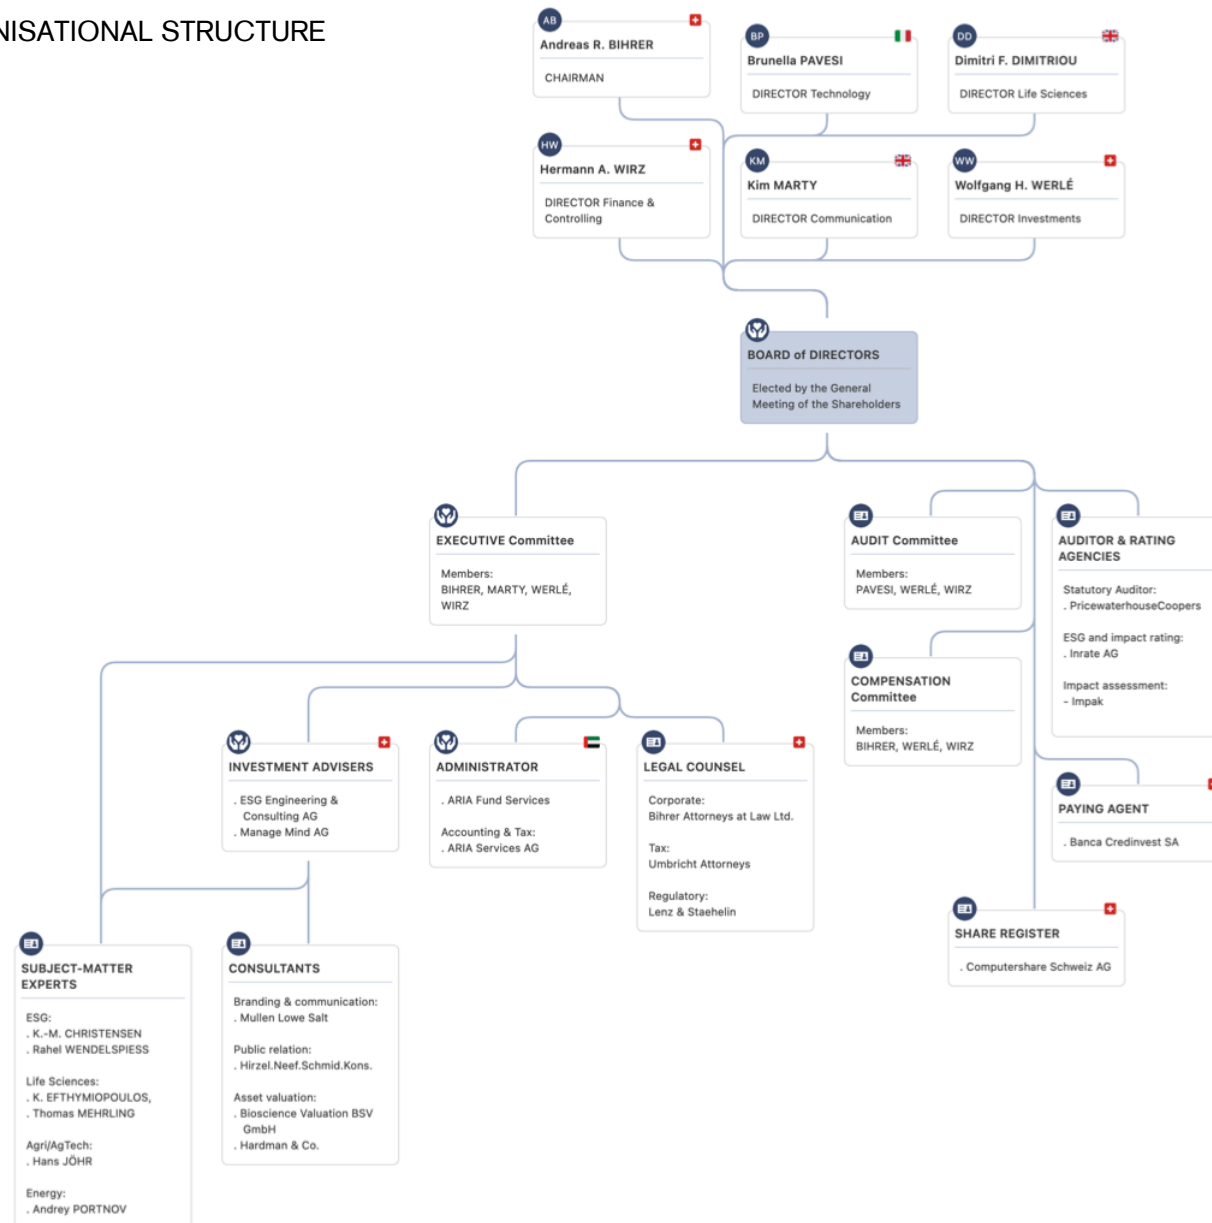 NISATIONAL STRUCTURE
AB
Andreas R. BIHRER
CHAIRMAN
BP
Brunella PAVESI
DIRECTOR Technology
DD
Dimitri F. DIMITRIOU
DIRECTOR Life Sciences
HW
Hermann A. WIRZ
DIRECTOR Finance &
Controlling
KM
Kim MARTY
DIRECTOR Communication
WW
Wolfgang H. WERLÉ
DIRECTOR Investments
BOARD of DIRECTORS
Elected by the General
Meeting of the Shareholders
EXECUTIVE Committee
Members:
BIHRER, MARTY, WERLÉ,
WIRZ
AUDIT Committee
Members:
PAVESI, WERLÉ, WIRZ
AUDITOR & RATING
AGENCIES
Statutory Auditor:
. PricewaterhouseCoopers
ESG and impact rating:
. Inrate AG
Impact assessment:
- Impak
COMPENSATION
Committee
Members:
BIHRER, WERLÉ, WIRZ
INVESTMENT ADVISERS
. ESG Engineering &
Consulting AG
. Manage Mind AG
ADMINISTRATOR
. ARIA Fund Services
Accounting & Tax:
. ARIA Services AG
LEGAL COUNSEL
Corporate:
Bihrer Attorneys at Law Ltd.
Tax:
Umbricht Attorneys
Regulatory:
Lenz & Staehelin
PAYING AGENT
. Banca Credinvest SA
SHARE REGISTER
. Computershare Schweiz AG
SUBJECT-MATTER
EXPERTS
ESG:
. K.-M. CHRISTENSEN
. Rahel WENDELSPIESS
Life Sciences:
. K. EFTHYMIOPOULOS,
. Thomas MEHRLING
Agri/AgTech:
. Hans JÖHR
Energy:
. Andrey PORTNOV
CONSULTANTS
Branding & communication:
. Mullen Lowe Salt
Public relation:
. Hirzel.Neef.Schmid.Kons.
Asset valuation:
. Bioscience Valuation BSV
GmbH
. Hardman & Co.